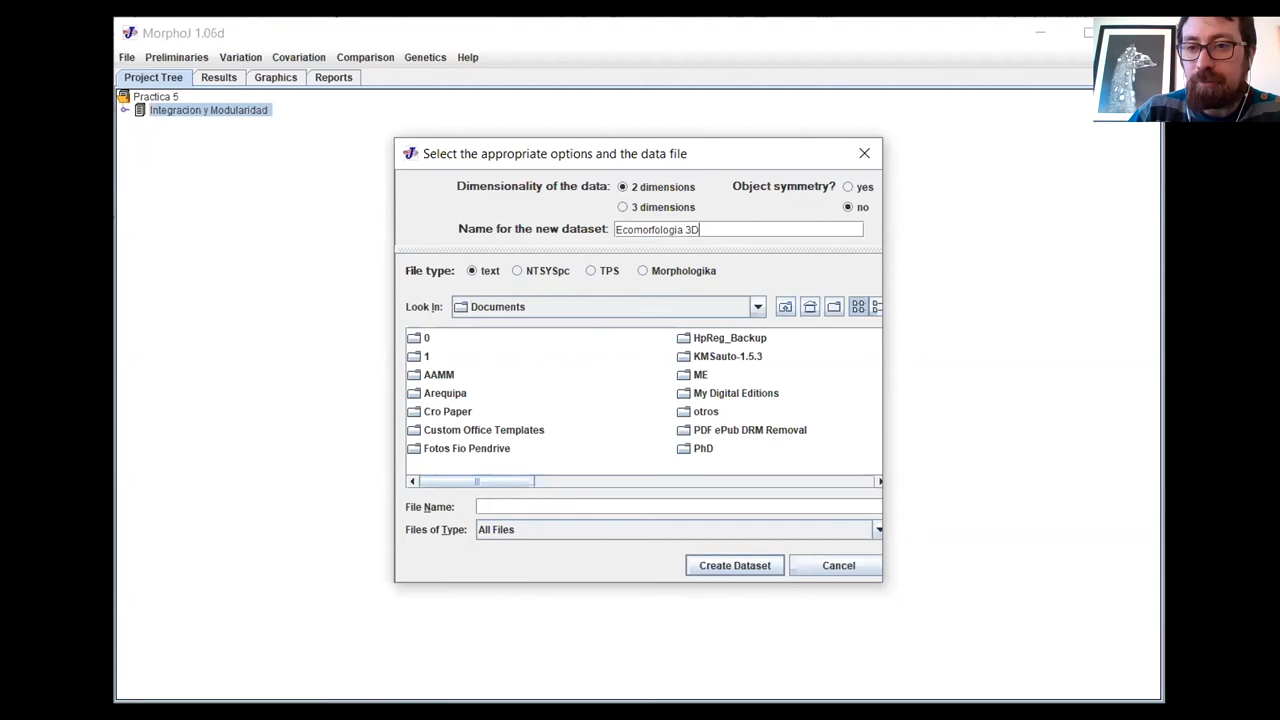 MorphoJ 1.06d
File Preliminaries Variation Covariation Comparison Genetics Help
Project Tree Results Graphics Reports
Practica 5
Integracion y Modularidad
Select the appropriate options and the data file
Dimensionality of the data: 2 dimensions Object symmetry? yes
3 dimensions no
Name for the new dataset: Ecomorfologia 3D
File type: text NTSYSpc TPS Morphologika
Look In: Documents
0 HpReg_Backup
1 KMSauto-1.5.3
AAMM ME
Arequipa My Digital Editions
Cro Paper otros
Custom Office Templates PDF ePub DRM Removal
Fotos Fio Pendrive PhD
File Name:
Files of Type: All Files
Create Dataset Cancel